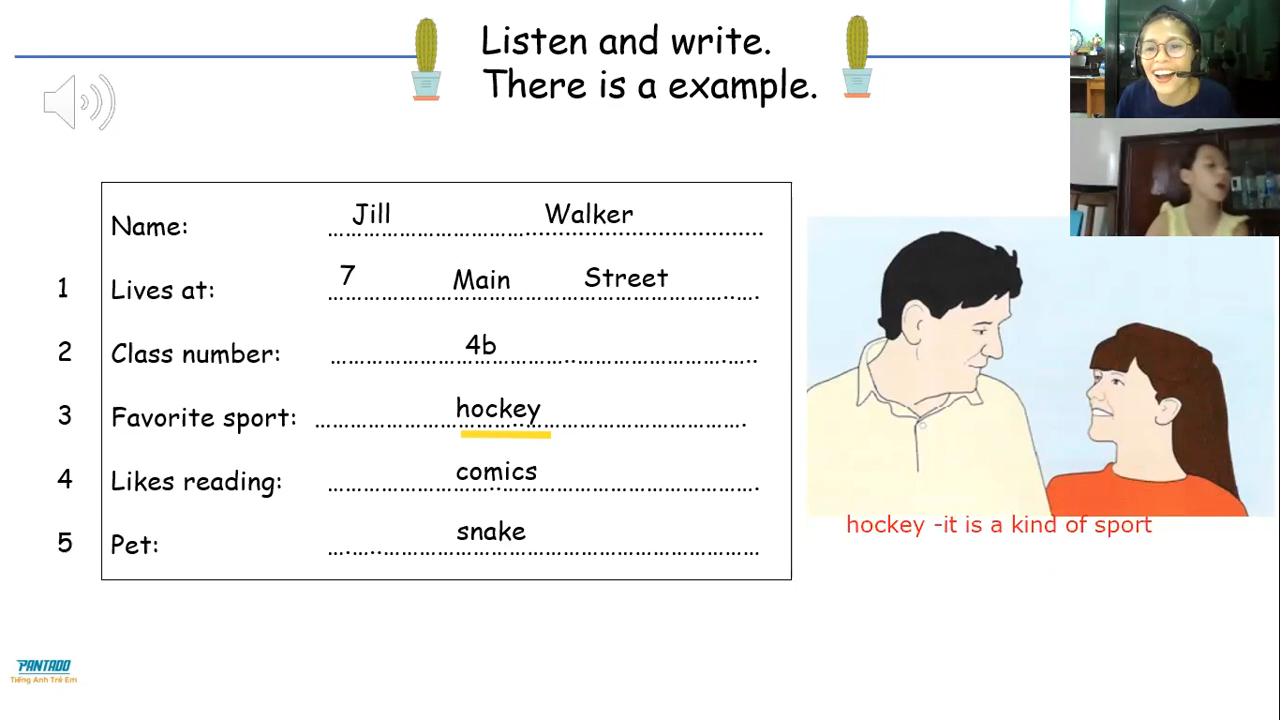 Listen and write.
There is a example.
Name: Jill Walker
1 Lives at: 7 Main Street
2 Class number: 4b
3 Favorite sport: hockey
4 Likes reading: comics
5 Pet: snake
hockey -it is a kind of sport
PANTADO
Tiếng Anh Trẻ Em